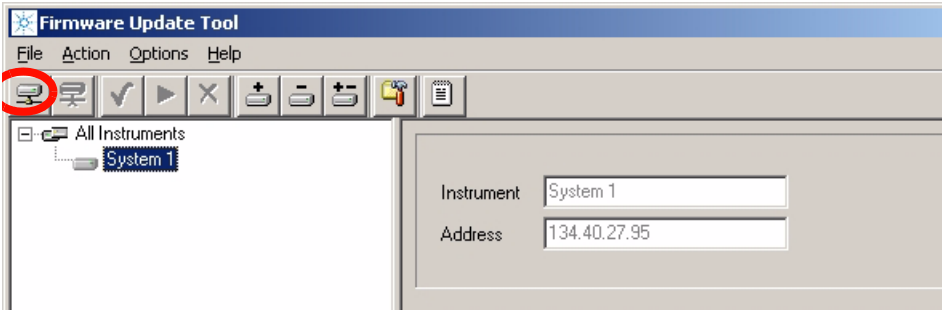 Firmware Update Tool
File Action Options Help
All Instruments
System 1
Instrument System 1
Address 134.40.27.95